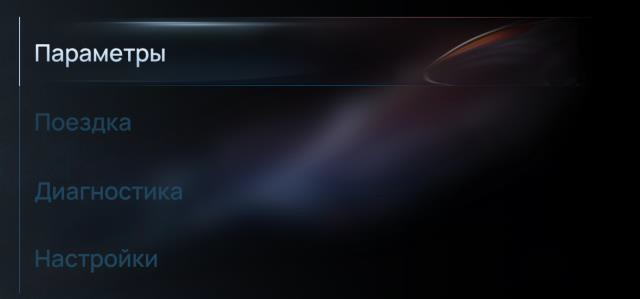 Параметры
Поездка
Диагностика
Настройки